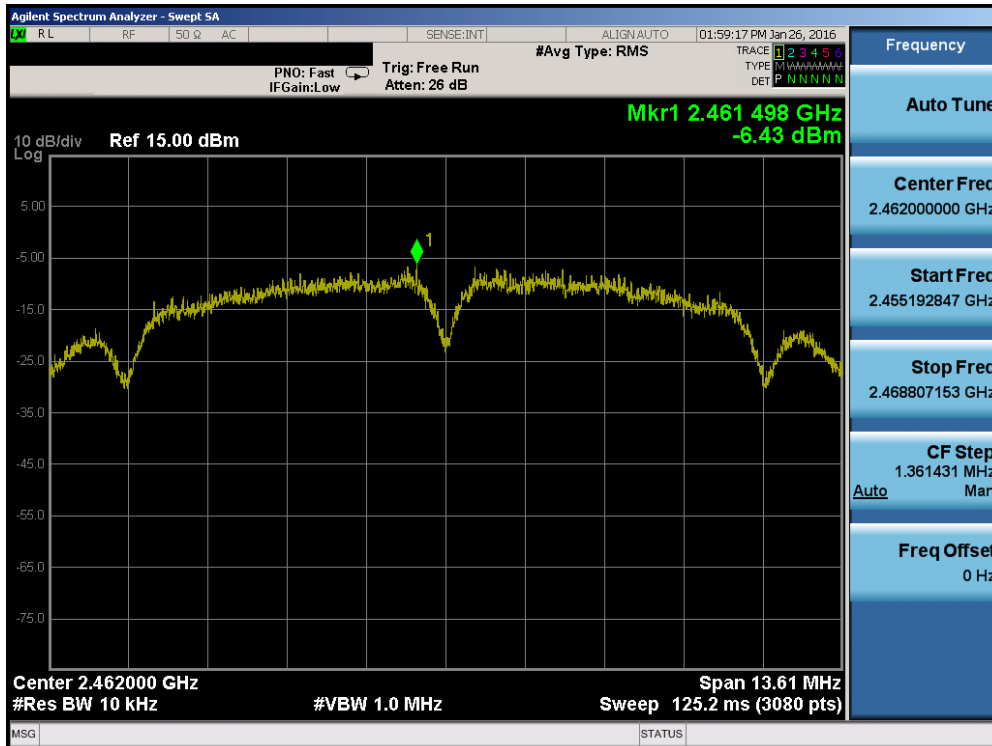 Agilent Spectrum Analyzer - Swept SA
LXI RL RF 50 Ω AC SENSE:INT ALIGN AUTO 01:59:17 PM Jan 26, 2016
#Avg Type: RMS
PNO: Fast
IFGain:Low
Trig: Free Run
Atten: 26 dB
TRACE 1 2 3 4 5 6
TYPE M
DET P N N N N N
Mkr1 2.461 498 GHz
-6.43 dBm
10 dB/div Ref 15.00 dBm
Log
5.00
-5.00
-15.0
-25.0
-35.0
-45.0
-55.0
-65.0
-75.0
1
Center 2.462000 GHz
Span 13.61 MHz
#Res BW 10 kHz
#VBW 1.0 MHz
Sweep 125.2 ms (3080 pts)
MSG
STATUS
Frequency
Auto Tune
Center Freq
2.462000000 GHz
Start Freq
2.455192847 GHz
Stop Freq
2.468807153 GHz
CF Step
1.361431 MHz
Auto Man
Freq Offset
0 Hz